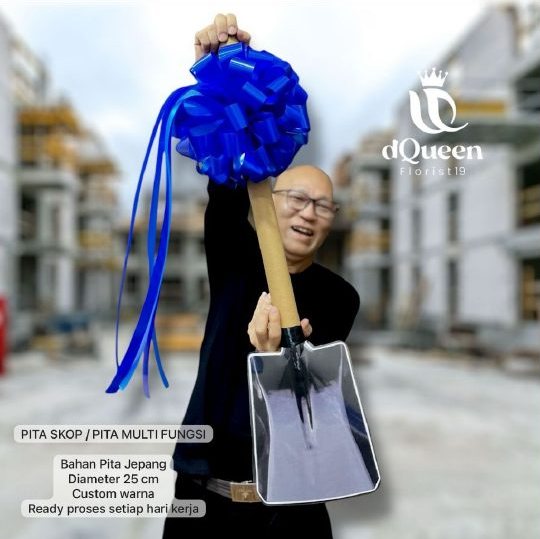 dQueen
Florist19
PITA SKOP / PITA MULTI FUNGSI
Bahan Pita Jepang
Diameter 25 cm
Custom warna
Ready proses setiap hari kerja